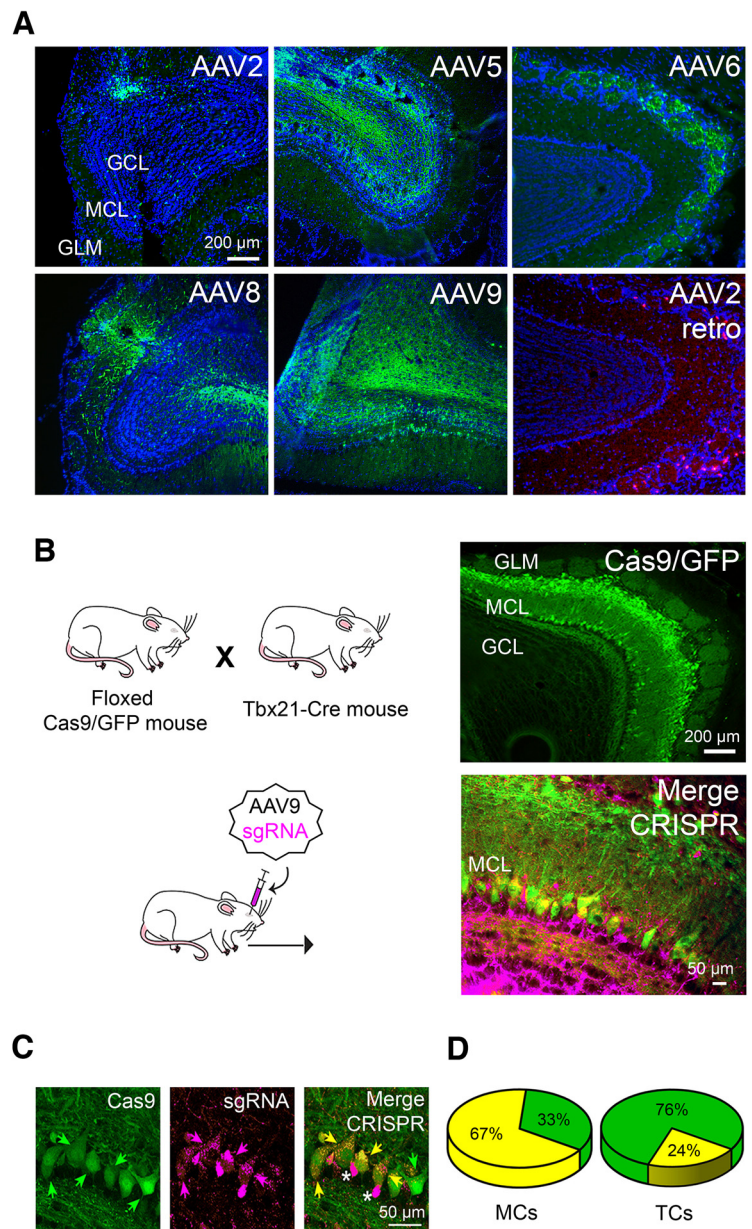 A
AAV2
GCL
MCL
GLM
200 µm
AAV5
AAV6
AAV8
AAV9
AAV2
retro
B
Floxed
Cas9/GFP mouse
X
Tbx21-Cre mouse
AAV9
sgRNA
Cas9/GFP
GLM
MCL
GCL
200 µm
Merge
CRISPR
MCL
50 µm
C
Cas9
sgRNA
Merge
CRISPR
*
*
50 µm
D
67%
33%
MCs
76%
24%
TCs